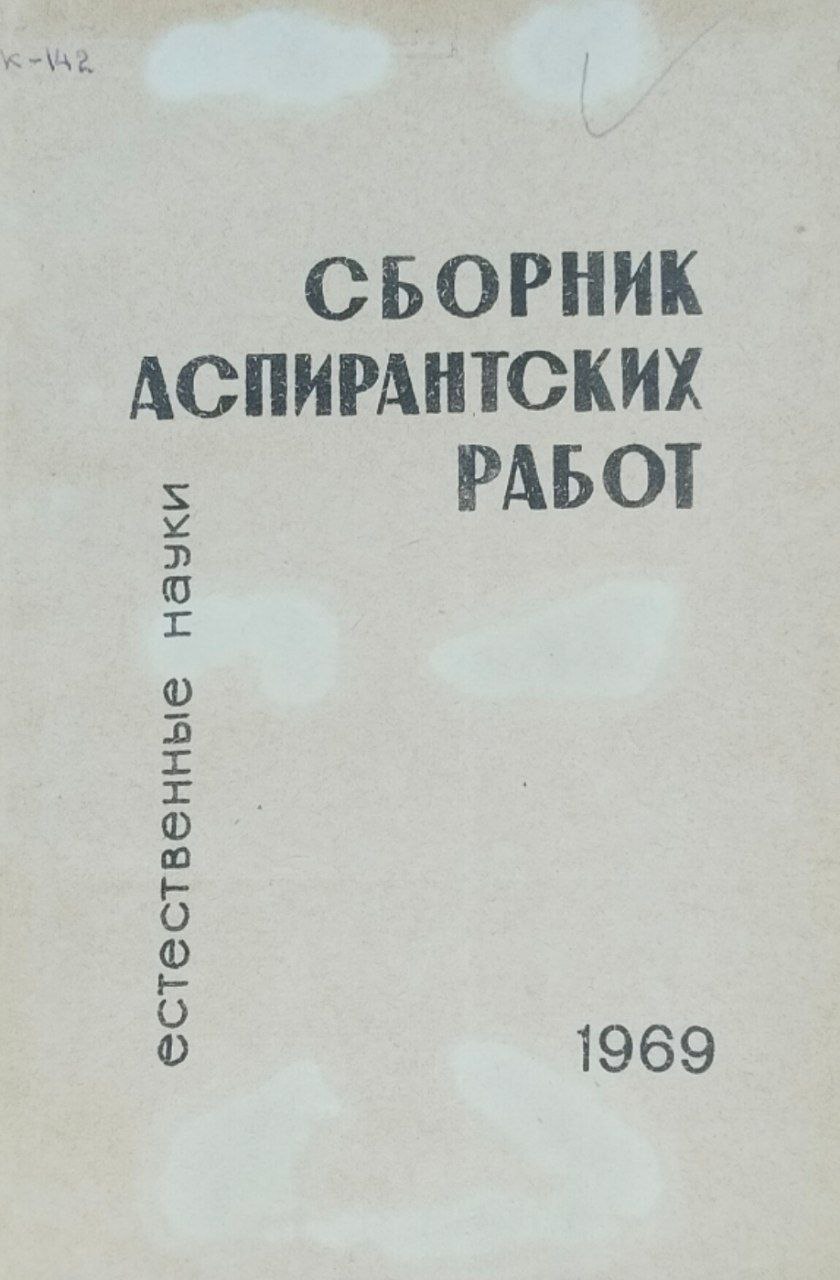 К-142
СБОРНИК
АСПИРАНТСКИХ
РАБОТ
естественные науки
1969